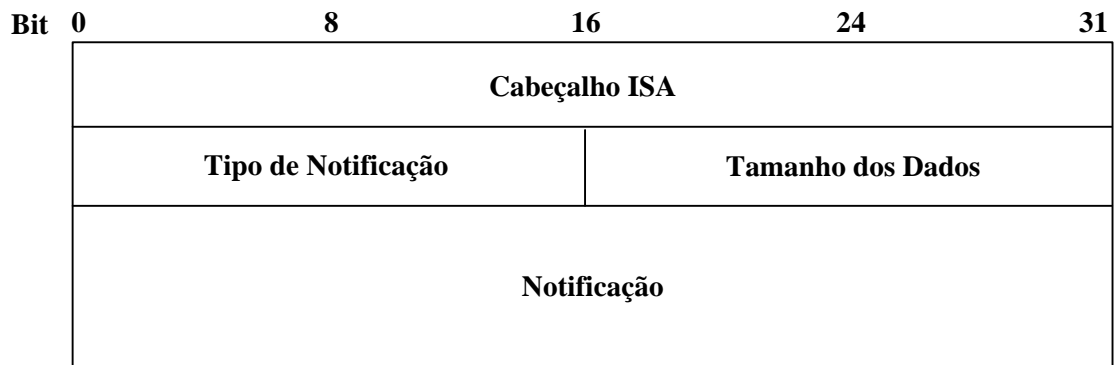 Bit 0 8 16 24 31
Cabeçalho ISA
Tipo de Notificação Tamanho dos Dados
Notificação